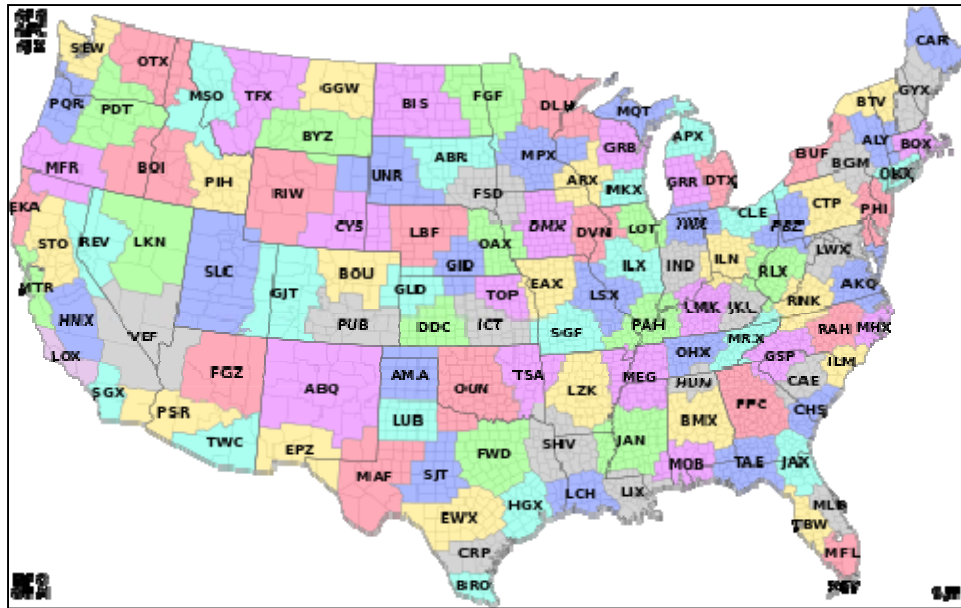 CAR
SEW
OTX
MSO
TFX
GGW
BIS
FGF
DLH
MQT
GYX
BTV
PQR
PDT
BYZ
ABR
MPX
GRB
APX
ALY
BOX
BUF
BGM
MFR
BOI
PIH
RIW
UNR
FSD
ARX
MKX
GRR
DTX
CTP
PHI
EKA
STO
REV
LKN
SLC
CYS
LBF
OAX
DMX
DVN
LOT
CLE
LWX
GJT
BOU
GLD
GID
TOP
EAX
LSX
ILX
IND
ILN
RLX
AKQ
MTR
HNX
VEF
PUB
DDC
ICT
SGF
PAH
LMK
JKL
RNK
LOX
SGX
PSR
FGZ
ABQ
AMA
OUN
TSA
LZK
MEG
OHX
MRX
HUN
GSP
RAH
MHX
ILM
CAE
CHS
TWC
EPZ
LUB
MAF
SJT
FWD
SHV
JAN
BMX
FFC
MOB
TAE
JAX
EWX
HGX
LCH
LIX
MLB
TBW
CRP
MFL
BRO